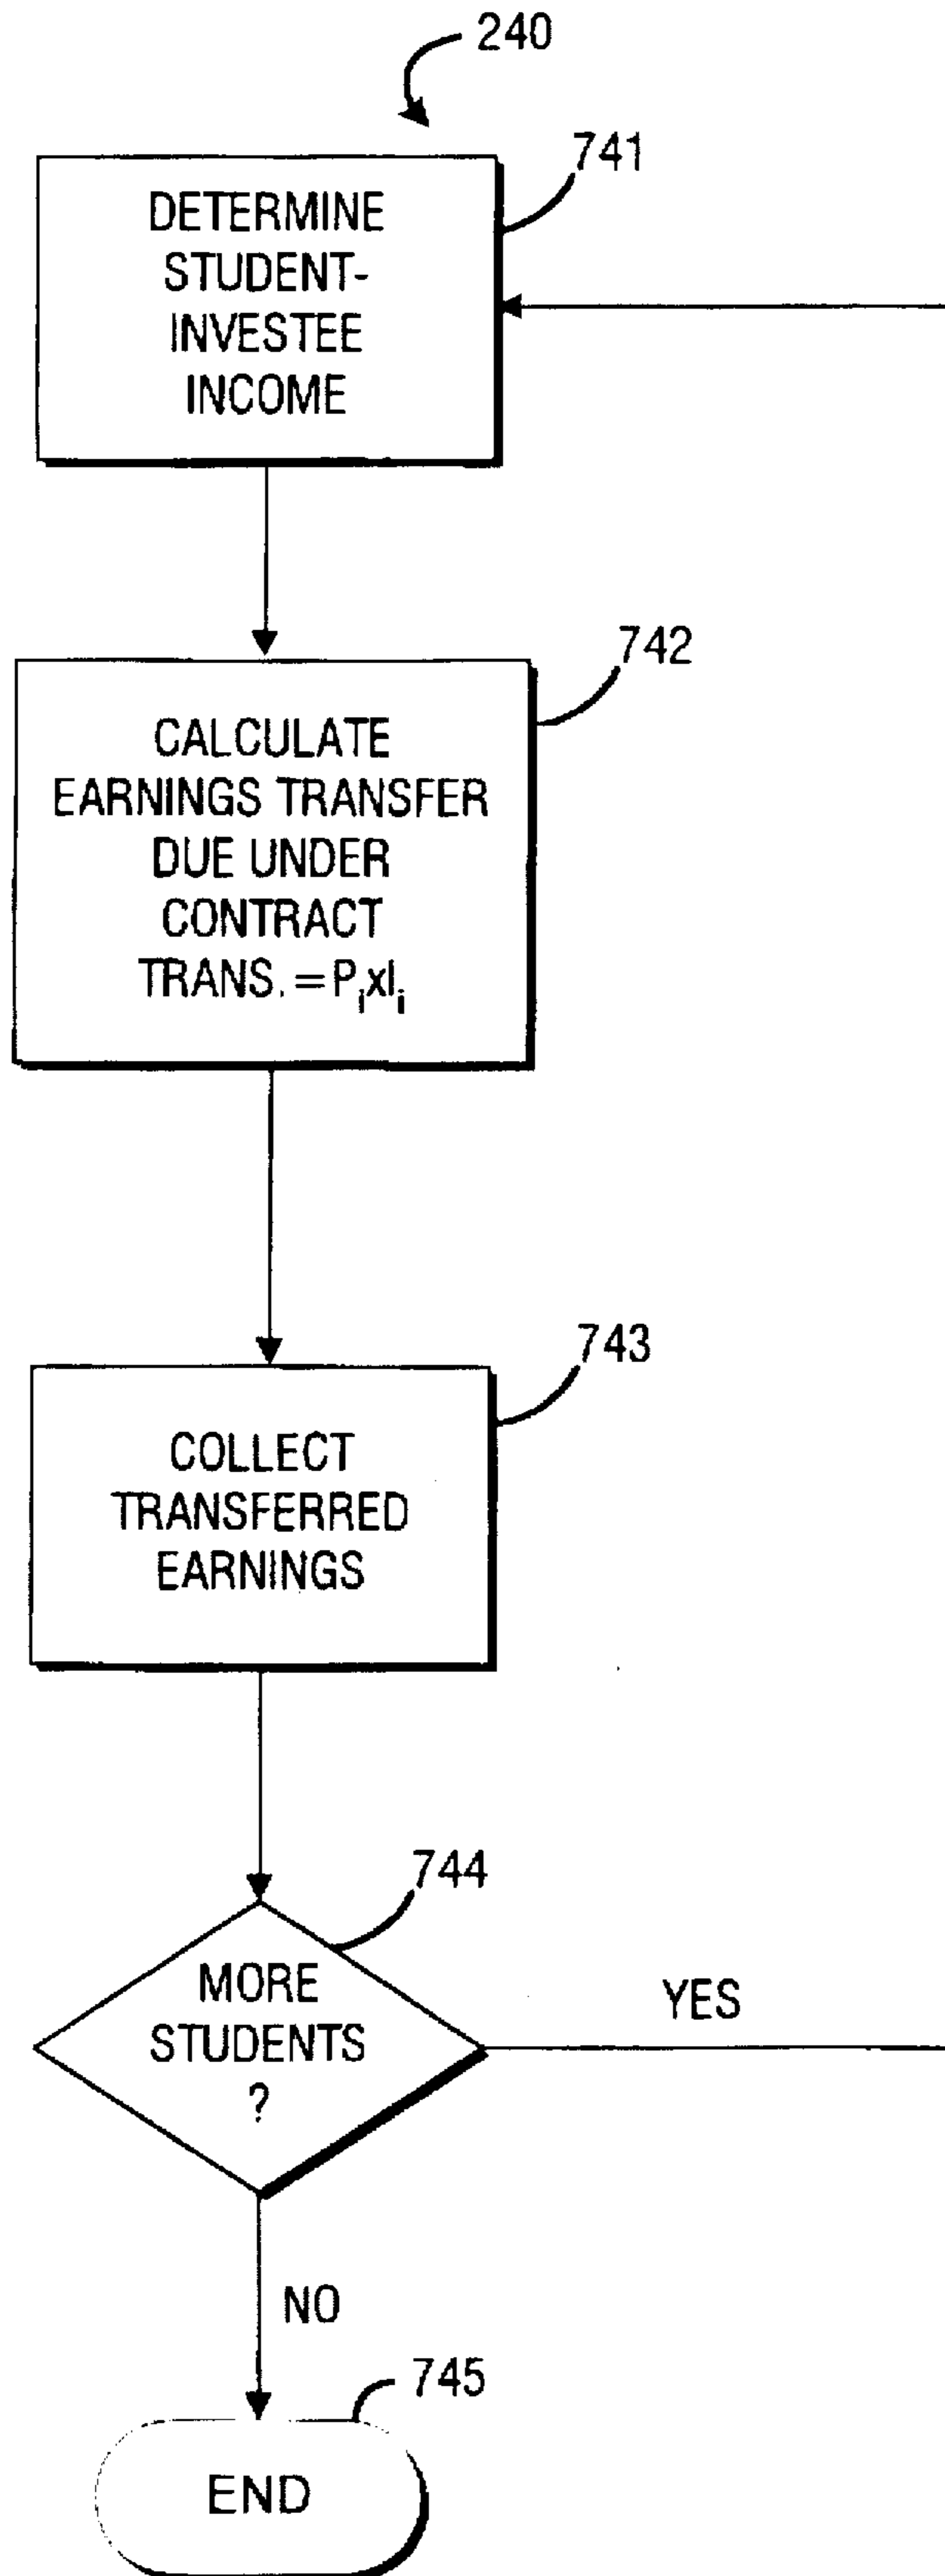 240
741
DETERMINE
STUDENT-
INVESTEE
INCOME
742
CALCULATE
EARNINGS TRANSFER
DUE UNDER
CONTRACT
TRANS. = PᵢxIᵢ
743
COLLECT
TRANSFERRED
EARNINGS
744
MORE
STUDENTS
?
YES
NO
745
END